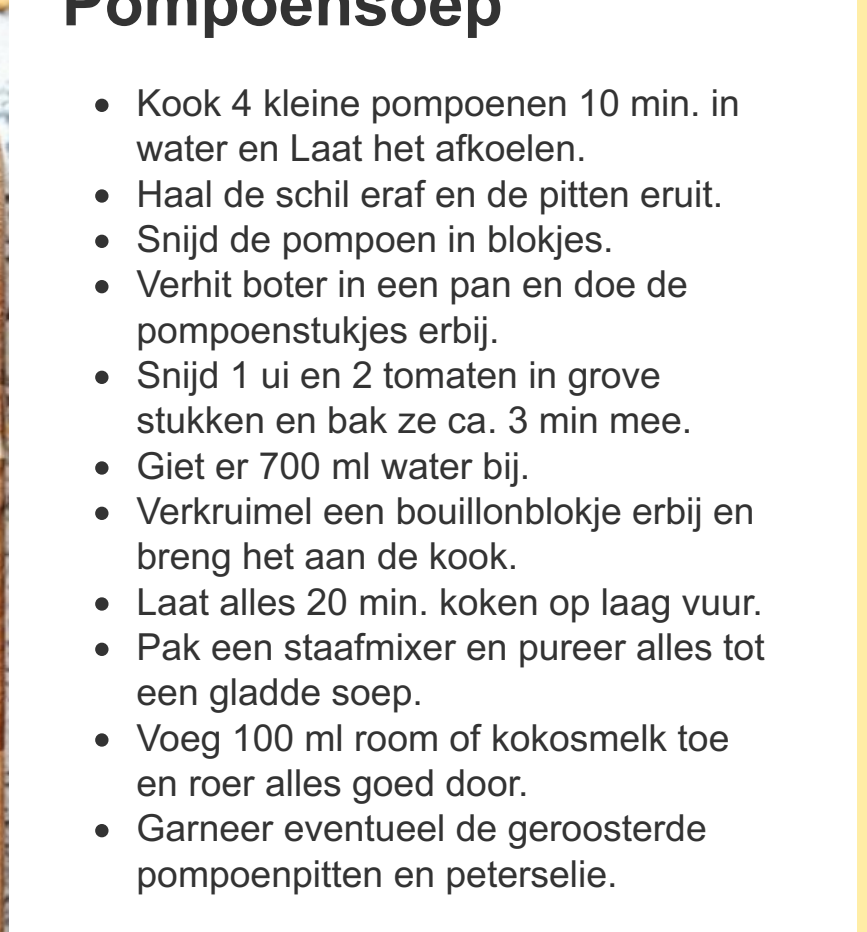 Pompoensoep
• Kook 4 kleine pompoenen 10 min. in
water en Laat het afkoelen.
• Haal de schil eraf en de pitten eruit.
• Snijd de pompoen in blokjes.
• Verhit boter in een pan en doe de
pompoenstukjes erbij.
• Snijd 1 ui en 2 tomaten in grove
stukken en bak ze ca. 3 min mee.
• Giet er 700 ml water bij.
• Verkruimel een bouillonblokje erbij en
breng het aan de kook.
• Laat alles 20 min. koken op laag vuur.
• Pak een staafmixer en pureer alles tot
een gladde soep.
• Voeg 100 ml room of kokosmelk toe
en roer alles goed door.
• Garneer eventueel de geroosterde
pompoenpitten en peterselie.